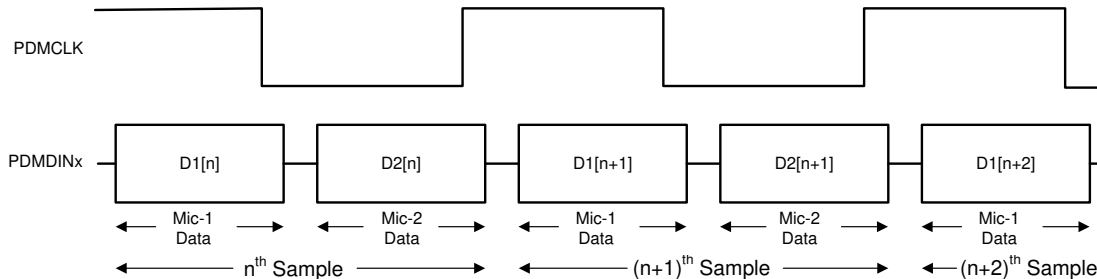 PDMCLK
PDMDINx
D1[n]
D2[n]
D1[n+1]
D2[n+1]
D1[n+2]
Mic-1
Data
Mic-2
Data
Mic-1
Data
Mic-2
Data
Mic-1
Data
nth Sample
(n+1)th Sample
(n+2)th Sample